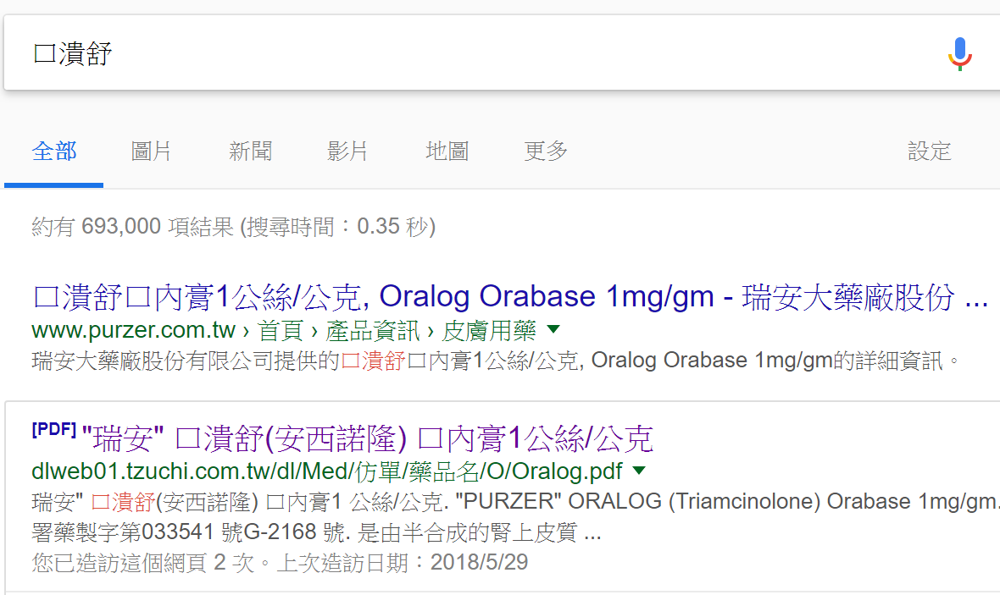 口潰舒
全部 圖片 新聞 影片 地圖 更多 設定
約有 693,000 項結果 (搜尋時間：0.35 秒)
口潰舒口內膏1公絲/公克, Oralog Orabase 1mg/gm - 瑞安大藥廠股份 ...
www.purzer.com.tw › 首頁 › 產品資訊 › 皮膚用藥
瑞安大藥廠股份有限公司提供的口潰舒口內膏1公絲/公克, Oralog Orabase 1mg/gm的詳細資訊。
[PDF] "瑞安" 口潰舒(安西諾隆) 口內膏1公絲/公克
dlweb01.tzuchi.com.tw/dl/Med/仿單/藥品名/O/Oralog.pdf
瑞安" 口潰舒(安西諾隆) 口內膏1 公絲/公克. "PURZER" ORALOG (Triamcinolone) Orabase 1mg/gm.
署藥製字第033541 號G-2168 號. 是由半合成的腎上皮質 ...
您已造訪這個網頁 2 次。上次造訪日期：2018/5/29